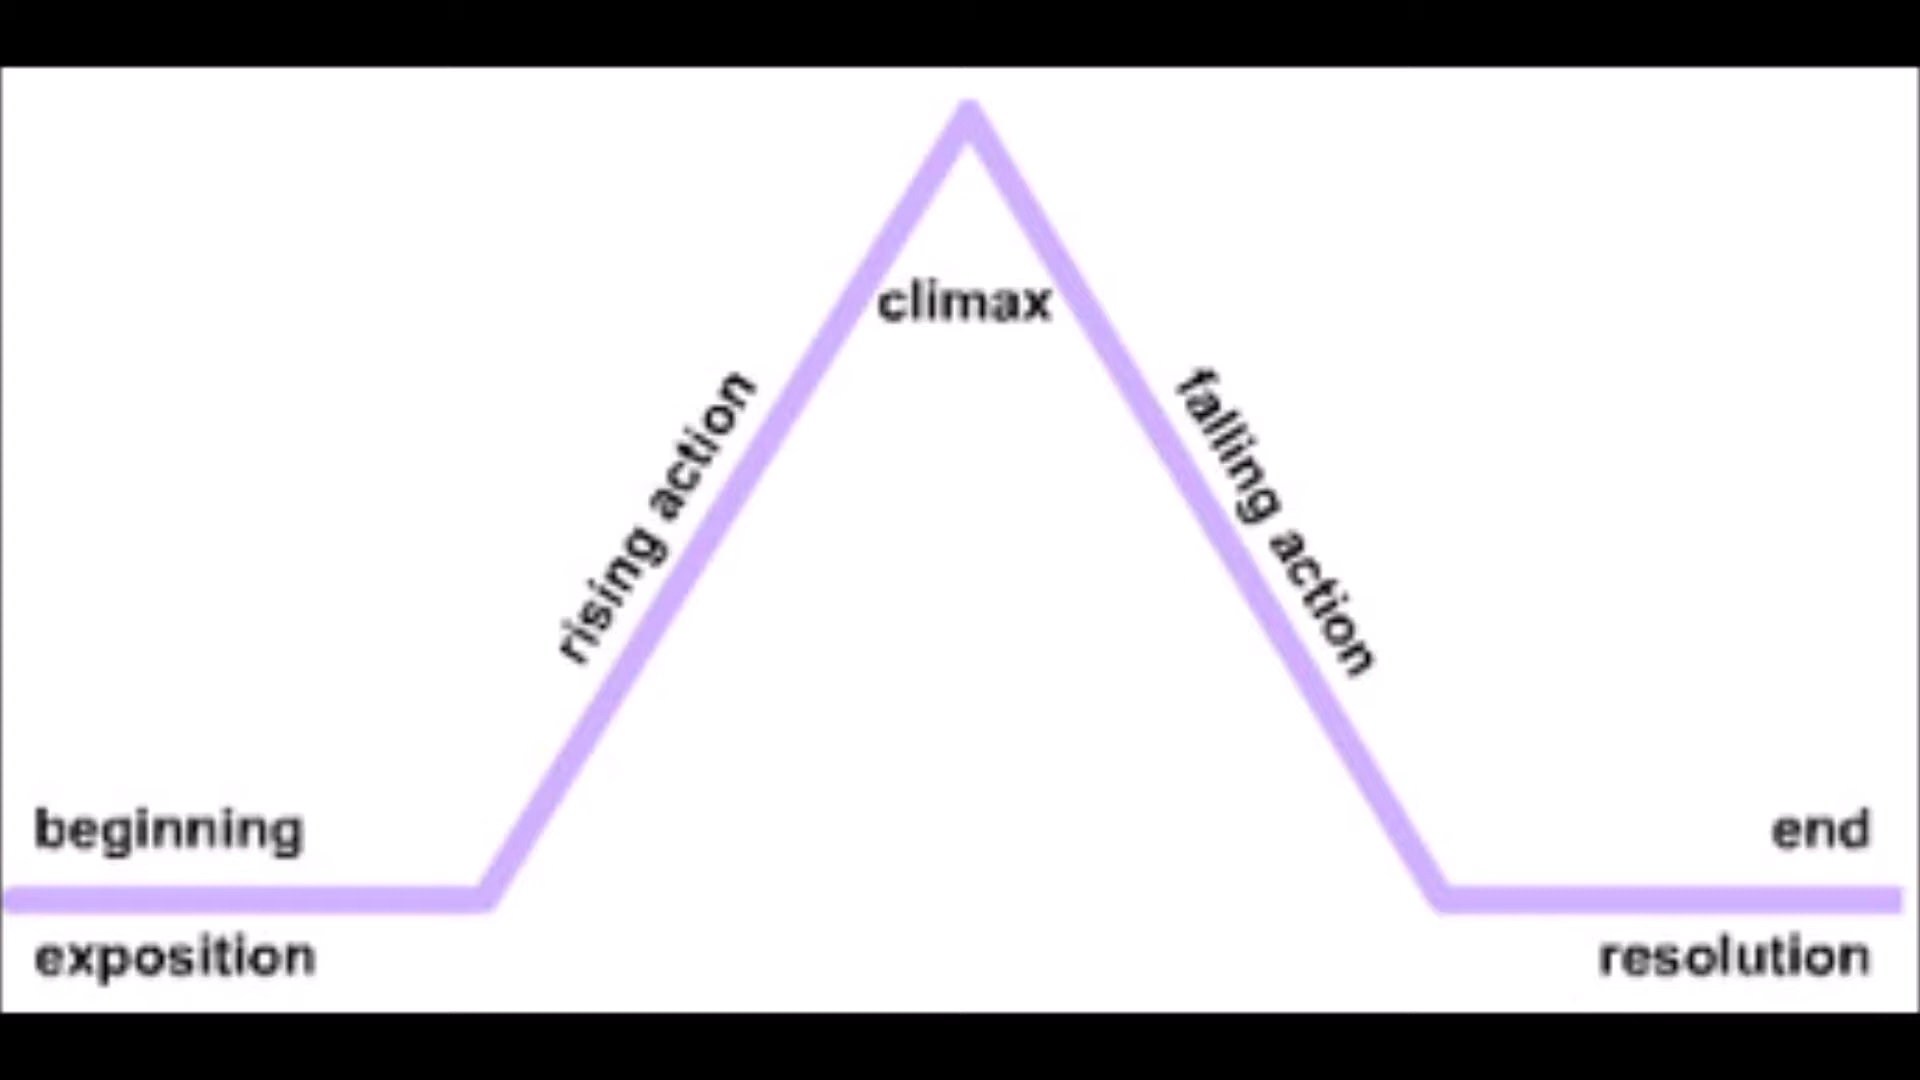 climax
rising action
falling action
beginning
end
exposition
resolution